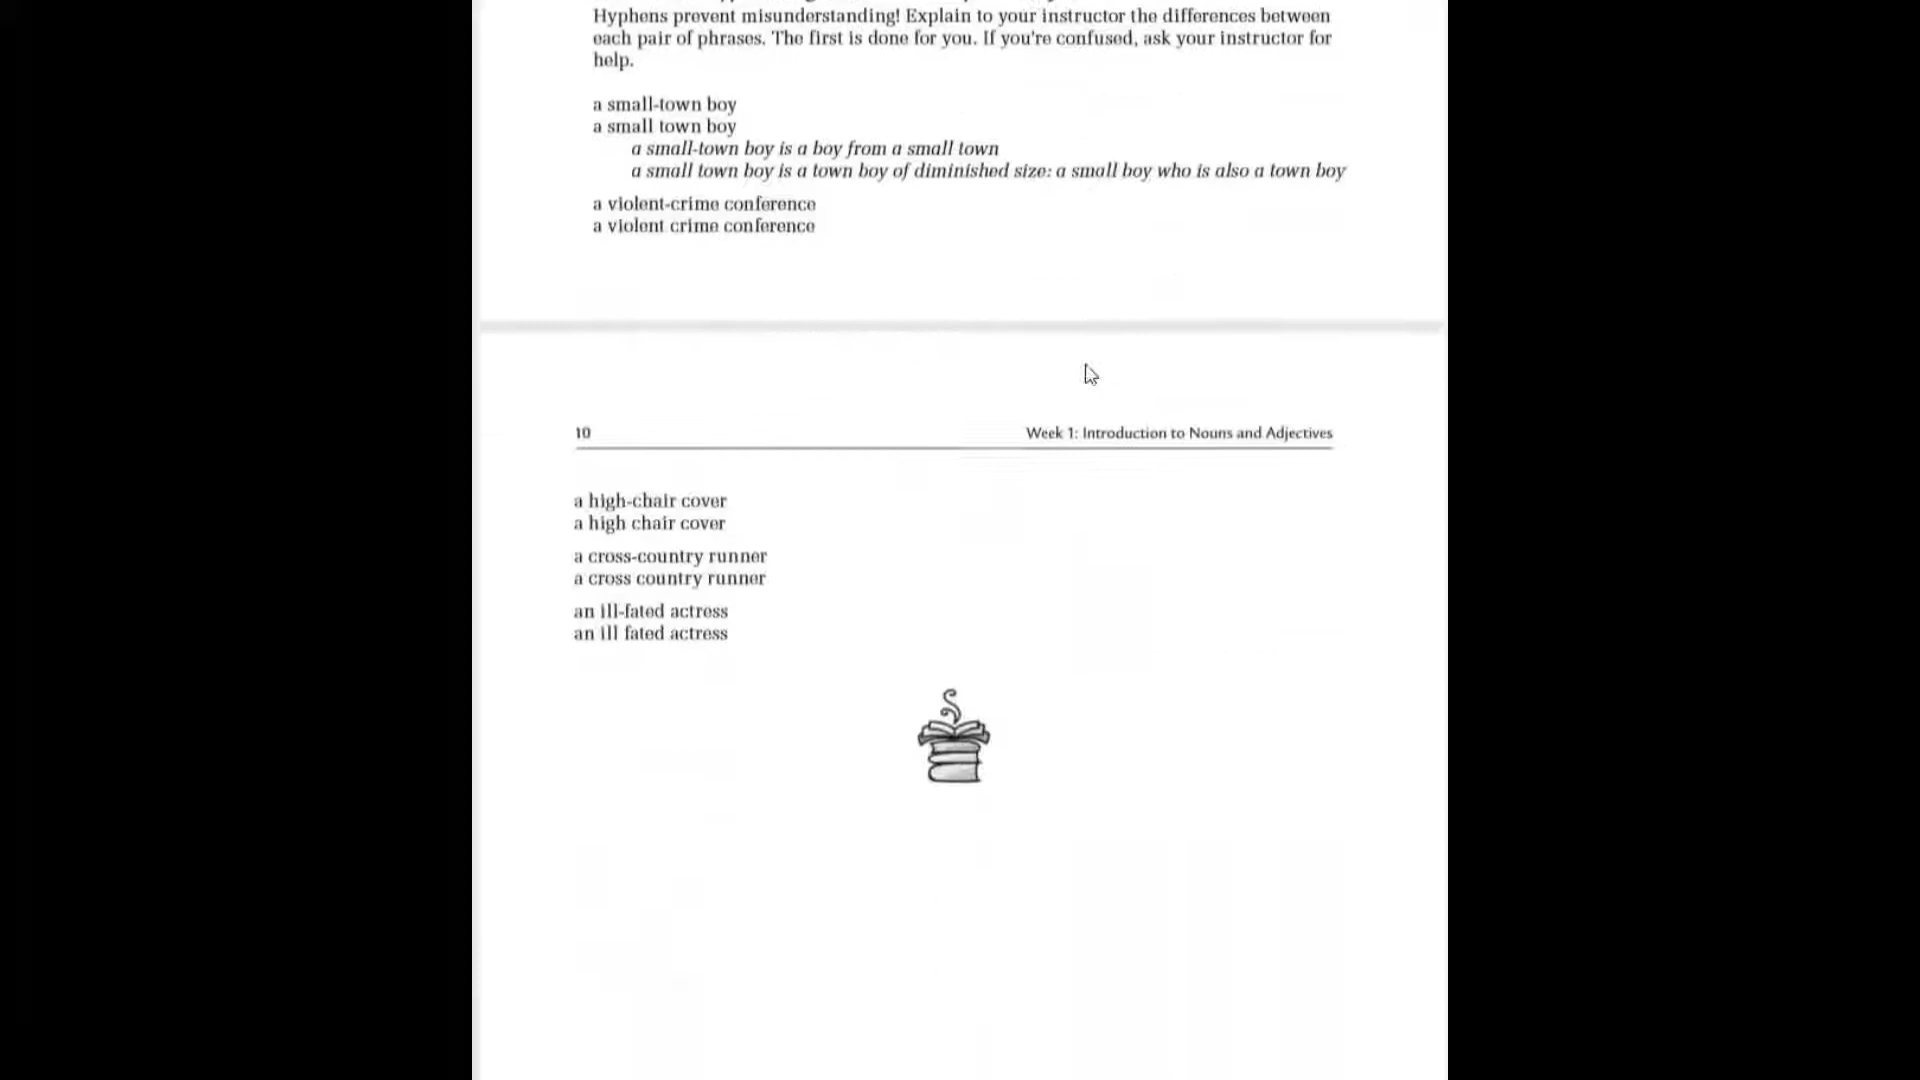 Hyphens prevent misunderstanding! Explain to your instructor the differences between
each pair of phrases. The first is done for you. If you're confused, ask your instructor for
help.
a small-town boy
a small town boy
a small-town boy is a boy from a small town
a small town boy is a town boy of diminished size: a small boy who is also a town boy
a violent-crime conference
a violent crime conference
10
Week 1: Introduction to Nouns and Adjectives
a high-chair cover
a high chair cover
a cross-country runner
a cross country runner
an ill-fated actress
an ill fated actress